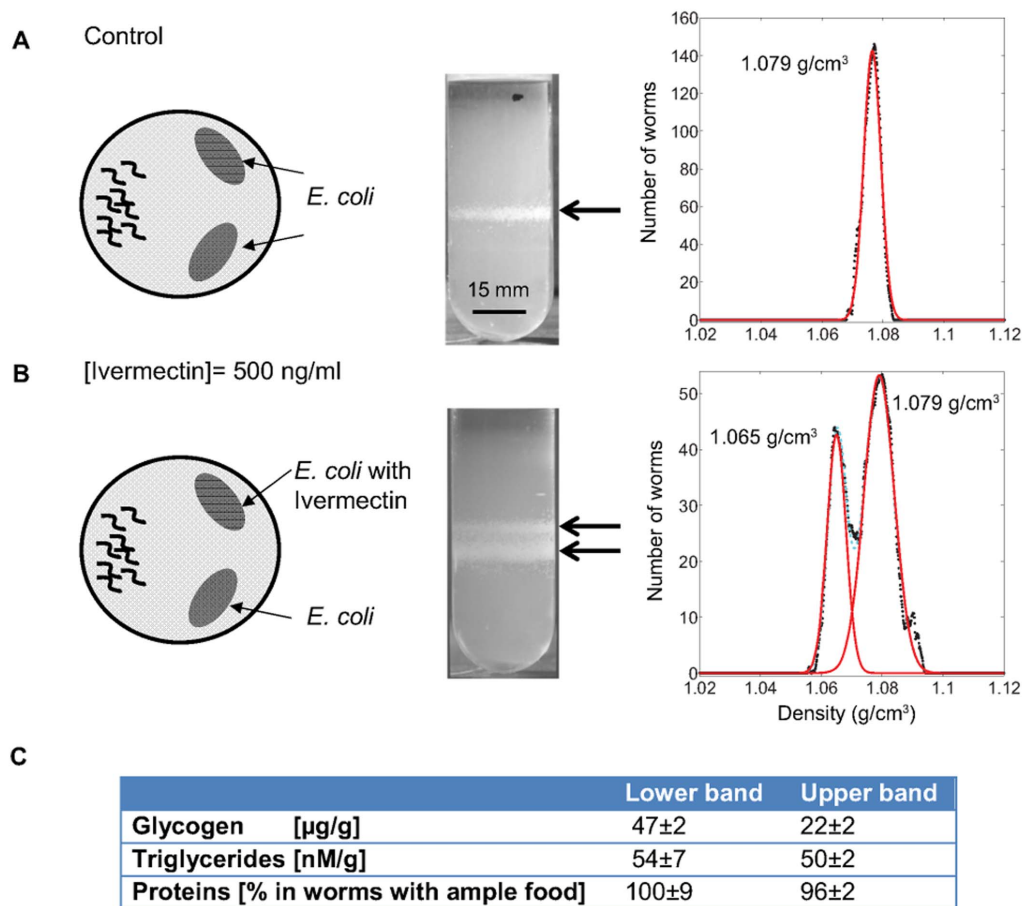 A Control
E. coli
15 mm
Number of worms
160
140
120
100
80
60
40
20
0
1.02 1.04 1.06 1.08 1.1 1.12
1.079 g/cm³
B [Ivermectin]= 500 ng/ml
E. coli with
Ivermectin
E. coli
Number of worms
50
40
30
20
10
0
1.02 1.04 1.06 1.08 1.1 1.12
1.065 g/cm³
1.079 g/cm³
Density (g/cm³)
C
Lower band Upper band
Glycogen [µg/g] 47±2 22±2
Triglycerides [nM/g] 54±7 50±2
Proteins [% in worms with ample food] 100±9 96±2